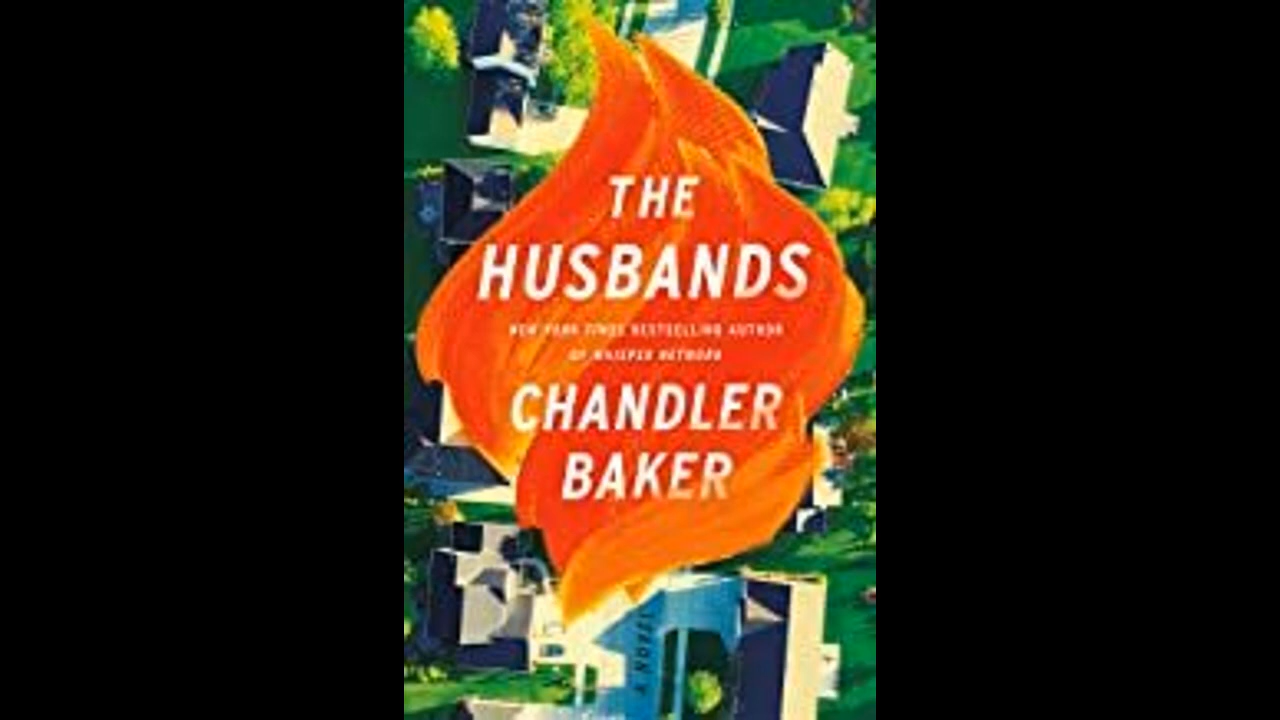 THE
HUSBANDS
NEW YORK TIMES BESTSELLING AUTHOR
OF WHISPER NETWORK
CHANDLER
BAKER
A NOVEL